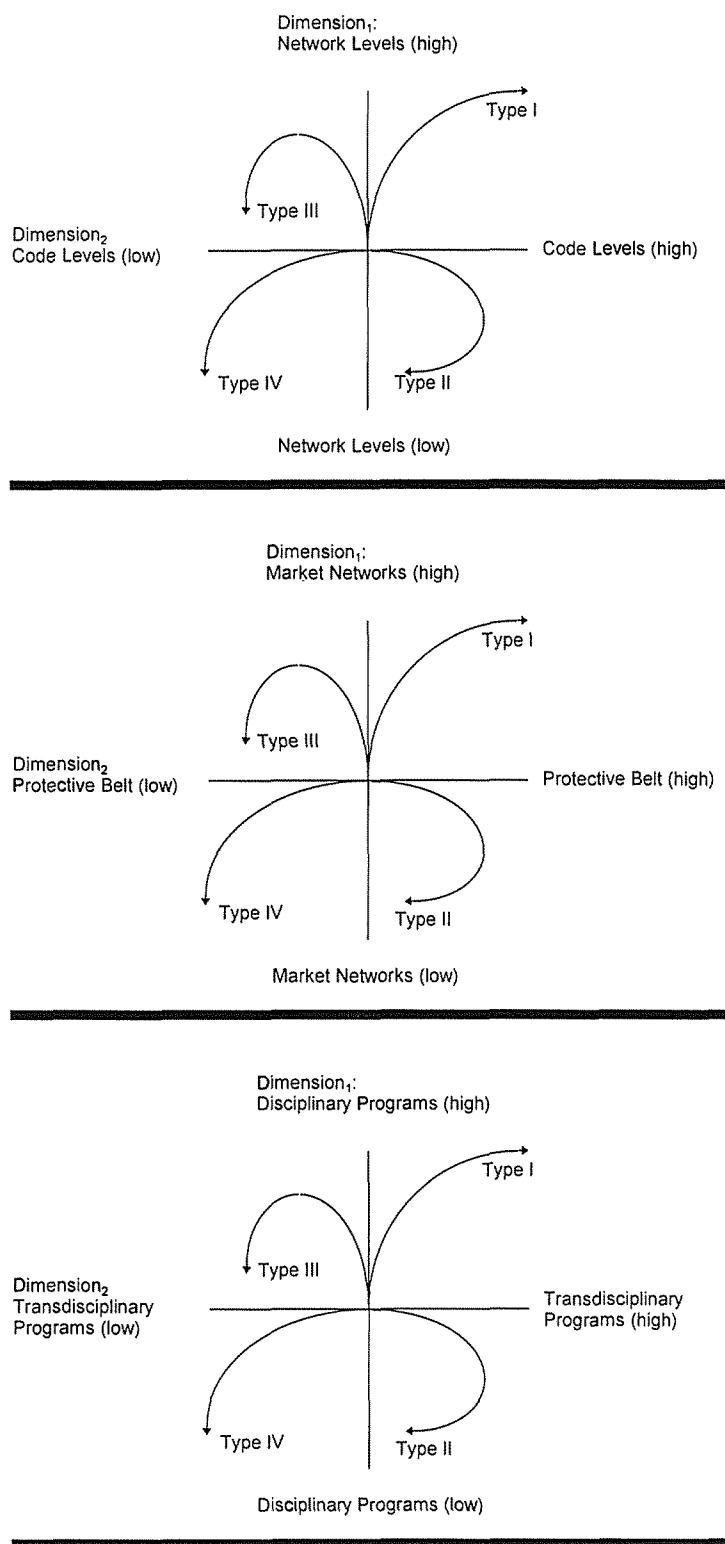 Dimension₁:
Network Levels (high)
Type I
Type III
Dimension₂
Code Levels (low)
Code Levels (high)
Type IV
Type II
Network Levels (low)
Dimension₁:
Market Networks (high)
Type I
Type III
Dimension₂
Protective Belt (low)
Protective Belt (high)
Type IV
Type II
Market Networks (low)
Dimension₁:
Disciplinary Programs (high)
Type I
Type III
Dimension₂
Transdisciplinary
Programs (low)
Transdisciplinary
Programs (high)
Type IV
Type II
Disciplinary Programs (low)